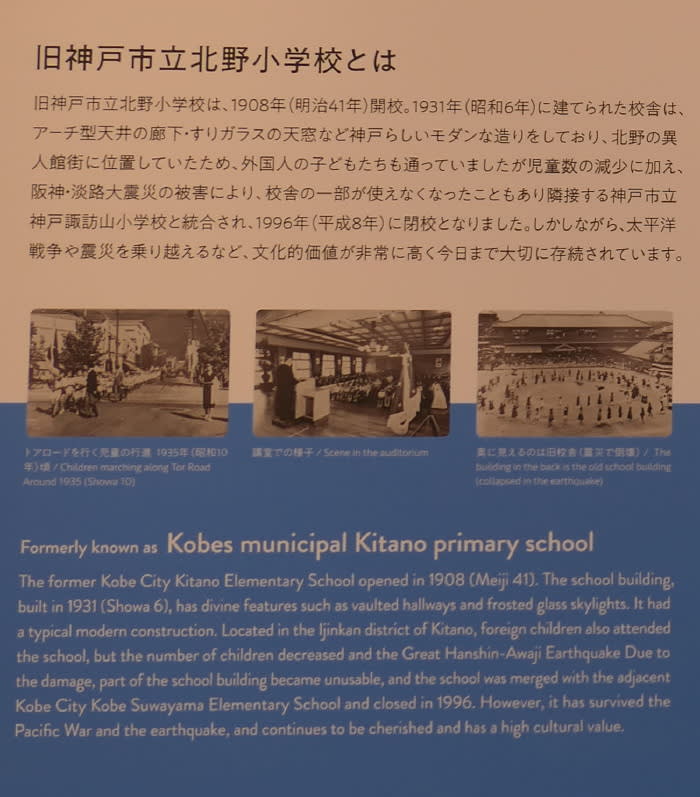 旧神戸市立北野小学校とは
旧神戸市立北野小学校は、1908年(明治41年)開校。1931年(昭和6年)に建てられた校舎は、
アーチ型天井の廊下・すりガラスの天窓など神戸らしいモダンな造りをしており、北野の異
人館街に位置していたため、外国人の子どもたちも通っていましたが児童数の減少に加え、
阪神・淡路大震災の被害により、校舎の一部が使えなくなったこともあり隣接する神戸市立
神戸諏訪山小学校と統合され、1996年(平成8年)に閉校となりました。しかしながら、太平洋
戦争や震災を乗り越えるなど、文化的価値が非常に高く今日まで大切に存続されています。
トアロードを行く児童の行進 1935年(昭和10
年)頃 / Children marching along Tor Road
Around 1935 (Showa 10)
講堂での様子 / Scene in the auditorium
奥に見えるのは旧校舎(震災で倒壊) / The
building in the back is the old school building
(collapsed in the earthquake)
Formerly known as Kobes municipal Kitano primary school
The former Kobe City Kitano Elementary School opened in 1908 (Meiji 41). The school building,
built in 1931 (Showa 6), has divine features such as vaulted hallways and frosted glass skylights. It had
a typical modern construction. Located in the Ijinkan district of Kitano, foreign children also attended
the school, but the number of children decreased and the Great Hanshin-Awaji Earthquake Due to
the damage, part of the school building became unusable, and the school was merged with the adjacent
Kobe City Kobe Suwayama Elementary School and closed in 1996. However, it has survived the
Pacific War and the earthquake, and continues to be cherished and has a high cultural value.